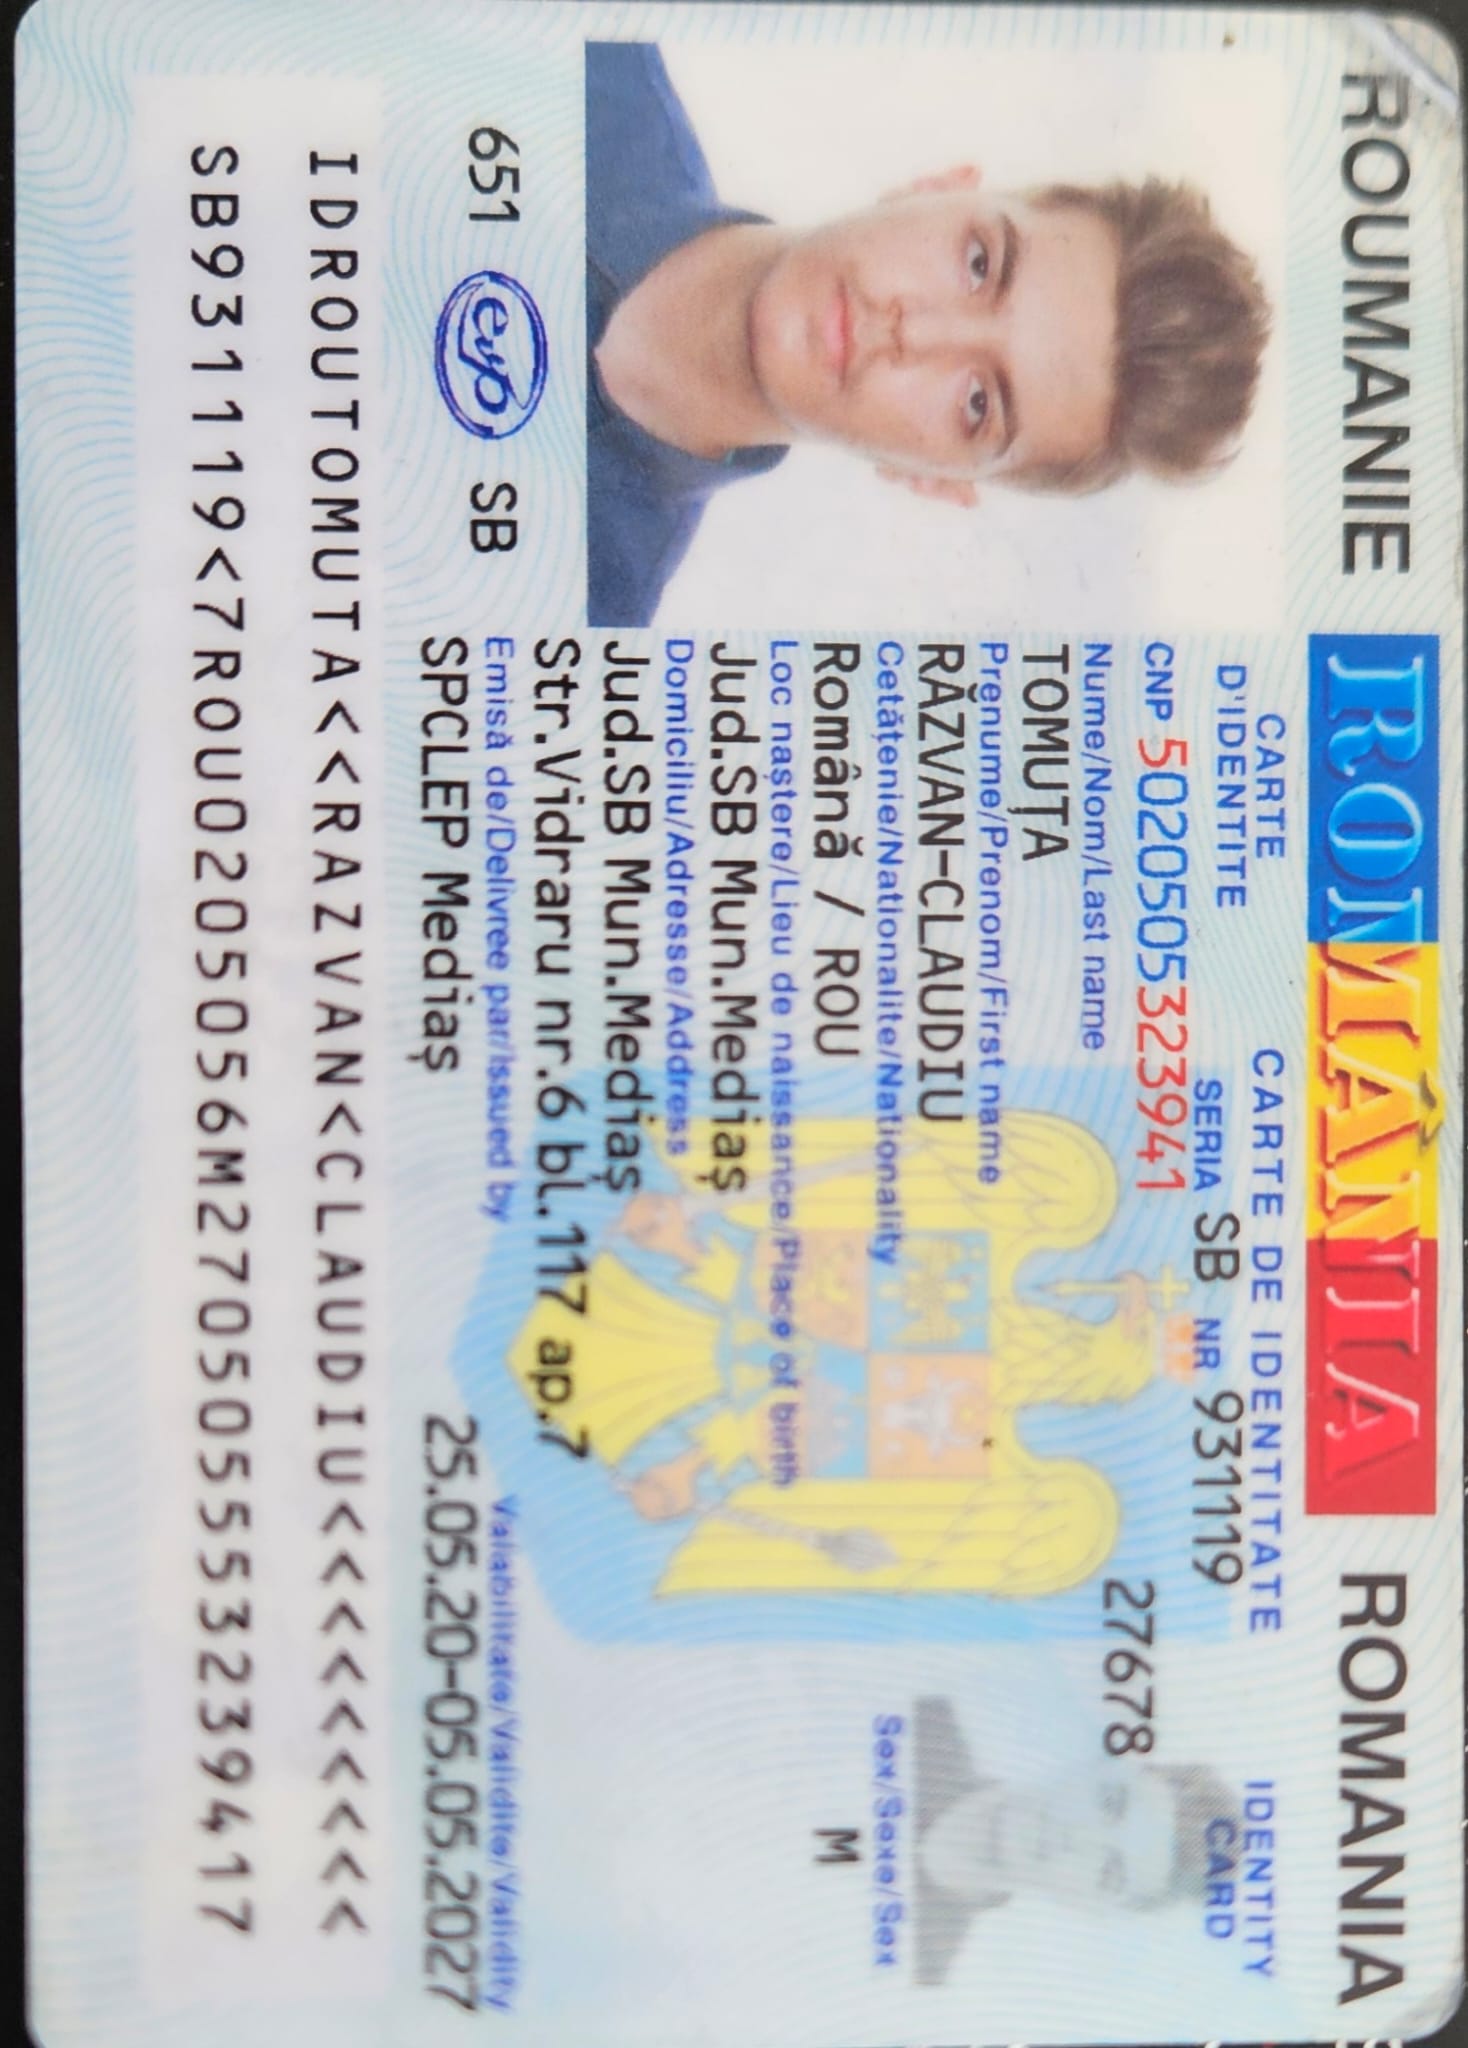 ROUMANIE ROMÂNIA ROMANIA
CARTE D'IDENTITE
CARTE DE IDENTITATE
IDENTITY CARD
SERIA SB NR 931119
CNP 5020505323941
27678
Nume/Nom/Last name
TOMUȚA
Prenume/Prenom/First name
RĂZVAN-CLAUDIU
Cetățenie/Nationalite/Nationality
Română / ROU
Sex/Sexe/Sex
M
Loc naștere/Lieu de naissance/Place of birth
Jud.SB Mun.Mediaș
Domiciliu/Adresse/Address
Jud.SB Mun.Mediaș
Str.Vidraru nr.6 bl.117 ap.7
651 evp SB
Emisă de/Delivree par/Issued by
SPCLEP Mediaș
Valabilitate/Validite/Validity
25.05.20-05.05.2027
IDROUTOMUTA<<RAZVAN<CLAUDIU<<<<<<<<<
SB931119<7ROU0205056M270505553239417